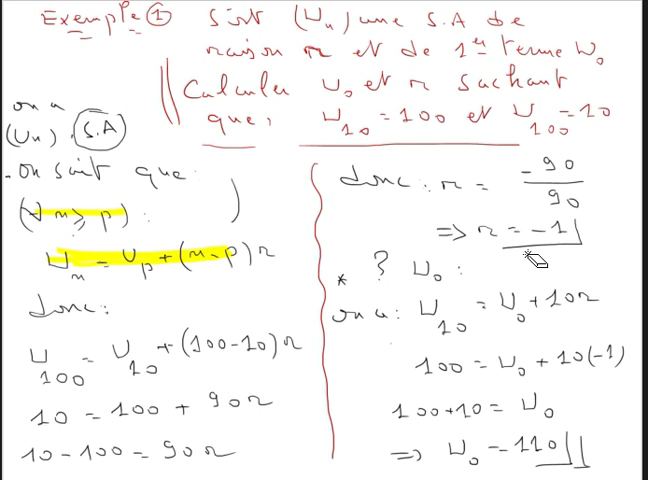 Exemple ① Soit (Un) une S.A de
raison r et de 1er terme U0
Calculer U0 et r sachant
que, U10 = 100 et U100 = 10
on a
(Un) S.A
- on sait que
(∀ n ≥ p) :
Un = Up + (n-p)r
donc:
U100 = U10 + (100-10)r
10 = 100 + 90r
10 - 100 = 90r
donc: r = -90/90
=> r = -1
* ? U0 :
on a: U10 = U0 + 10r
100 = U0 + 10(-1)
100+10 = U0
=> U0 = 110